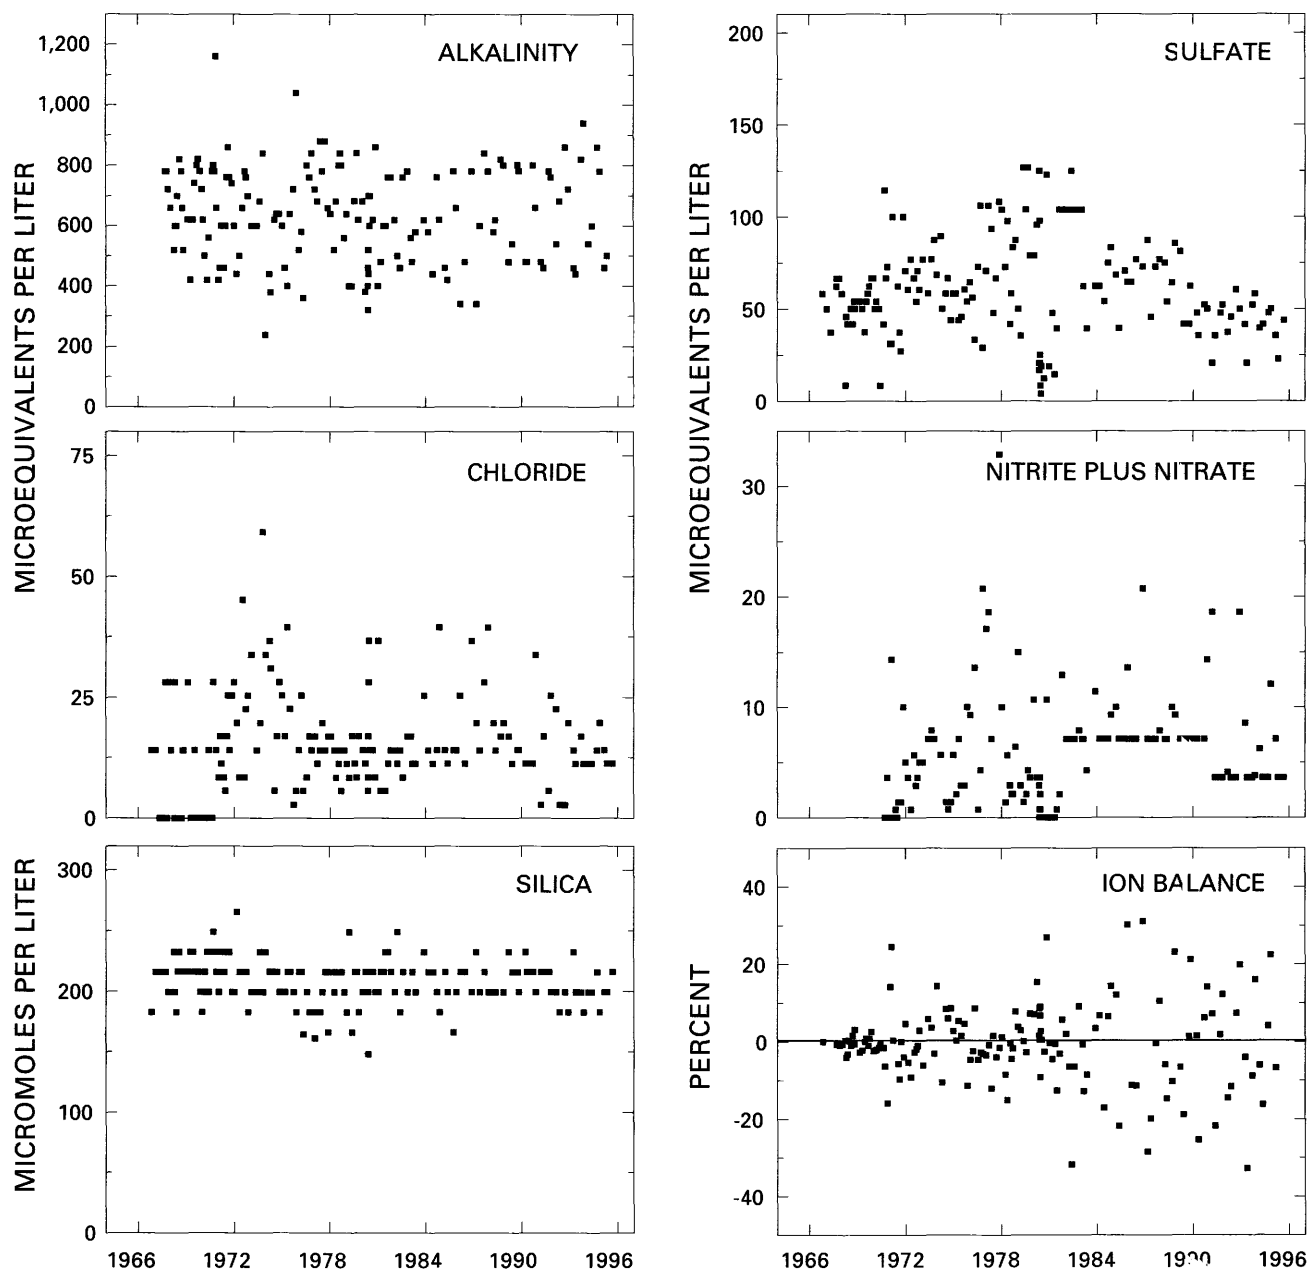 ALKALINITY
1,200
1,000
800
600
400
200
0
MICROEQUIVALENTS PER LITER
SULFATE
200
150
100
50
0
MICROEQUIVALENTS PER LITER
CHLORIDE
75
50
25
0
NITRITE PLUS NITRATE
30
20
10
0
SILICA
300
200
100
0
MICROMOLES PER LITER
1966 1972 1978 1984 1990 1996
ION BALANCE
40
20
0
-20
-40
PERCENT
1966 1972 1978 1984 1990 1996